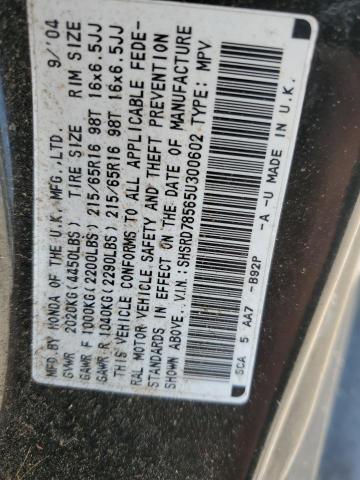 MFG. BY HONDA OF THE U.K. MFG., LTD. 9/'04
GVWR 2020KG(4450LBS) TIRE SIZE RIM SIZE
GAWR F 1000KG(2200LBS) 215/65R16 98T 16x6.5JJ
GAWR R 1040KG(2290LBS) 215/65R16 98T 16x6.5JJ
THIS VEHICLE CONFORMS TO ALL APPLICABLE FEDE-
RAL MOTOR VEHICLE SAFETY AND THEFT PREVENTION
STANDARDS IN EFFECT ON THE DATE OF MANUFACTURE
SHOWN ABOVE. V.I.N.: SHSRD78565U300602 TYPE: MPV
SCA 5 AA7 -B92P -A -U MADE IN U.K.